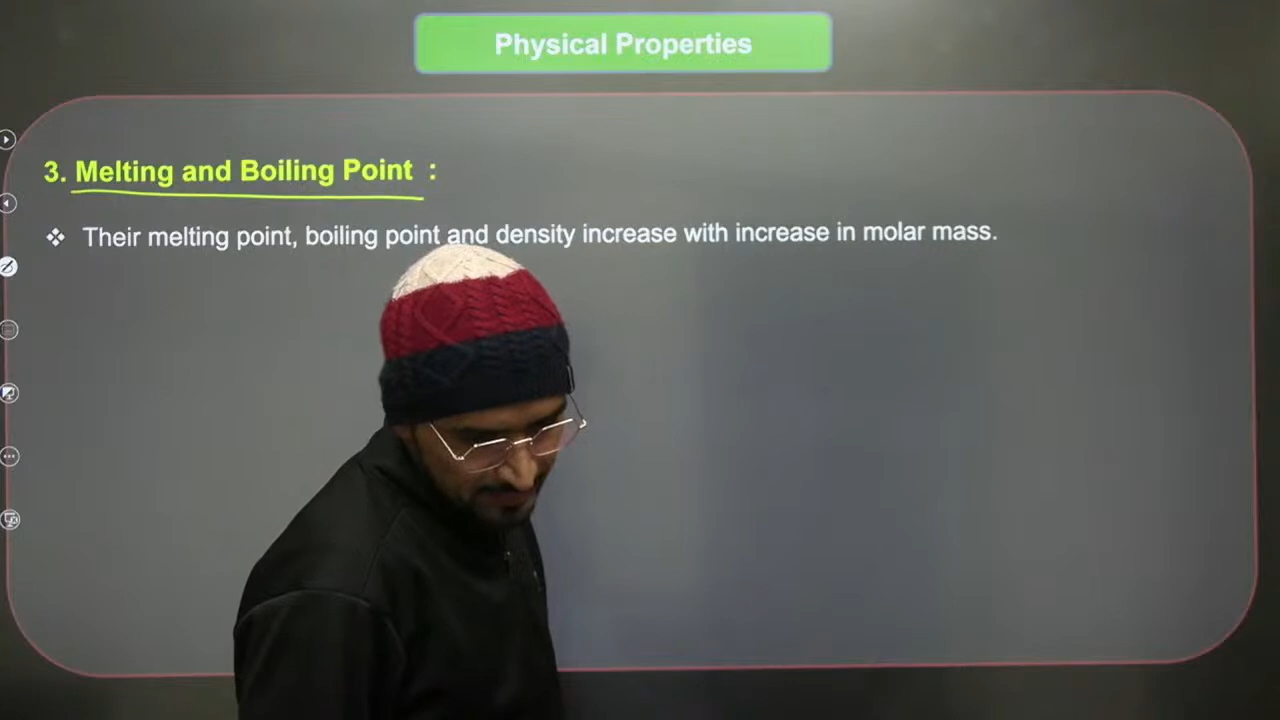 Physical Properties
3. Melting and Boiling Point :
❖ Their melting point, boiling point and density increase with increase in molar mass.